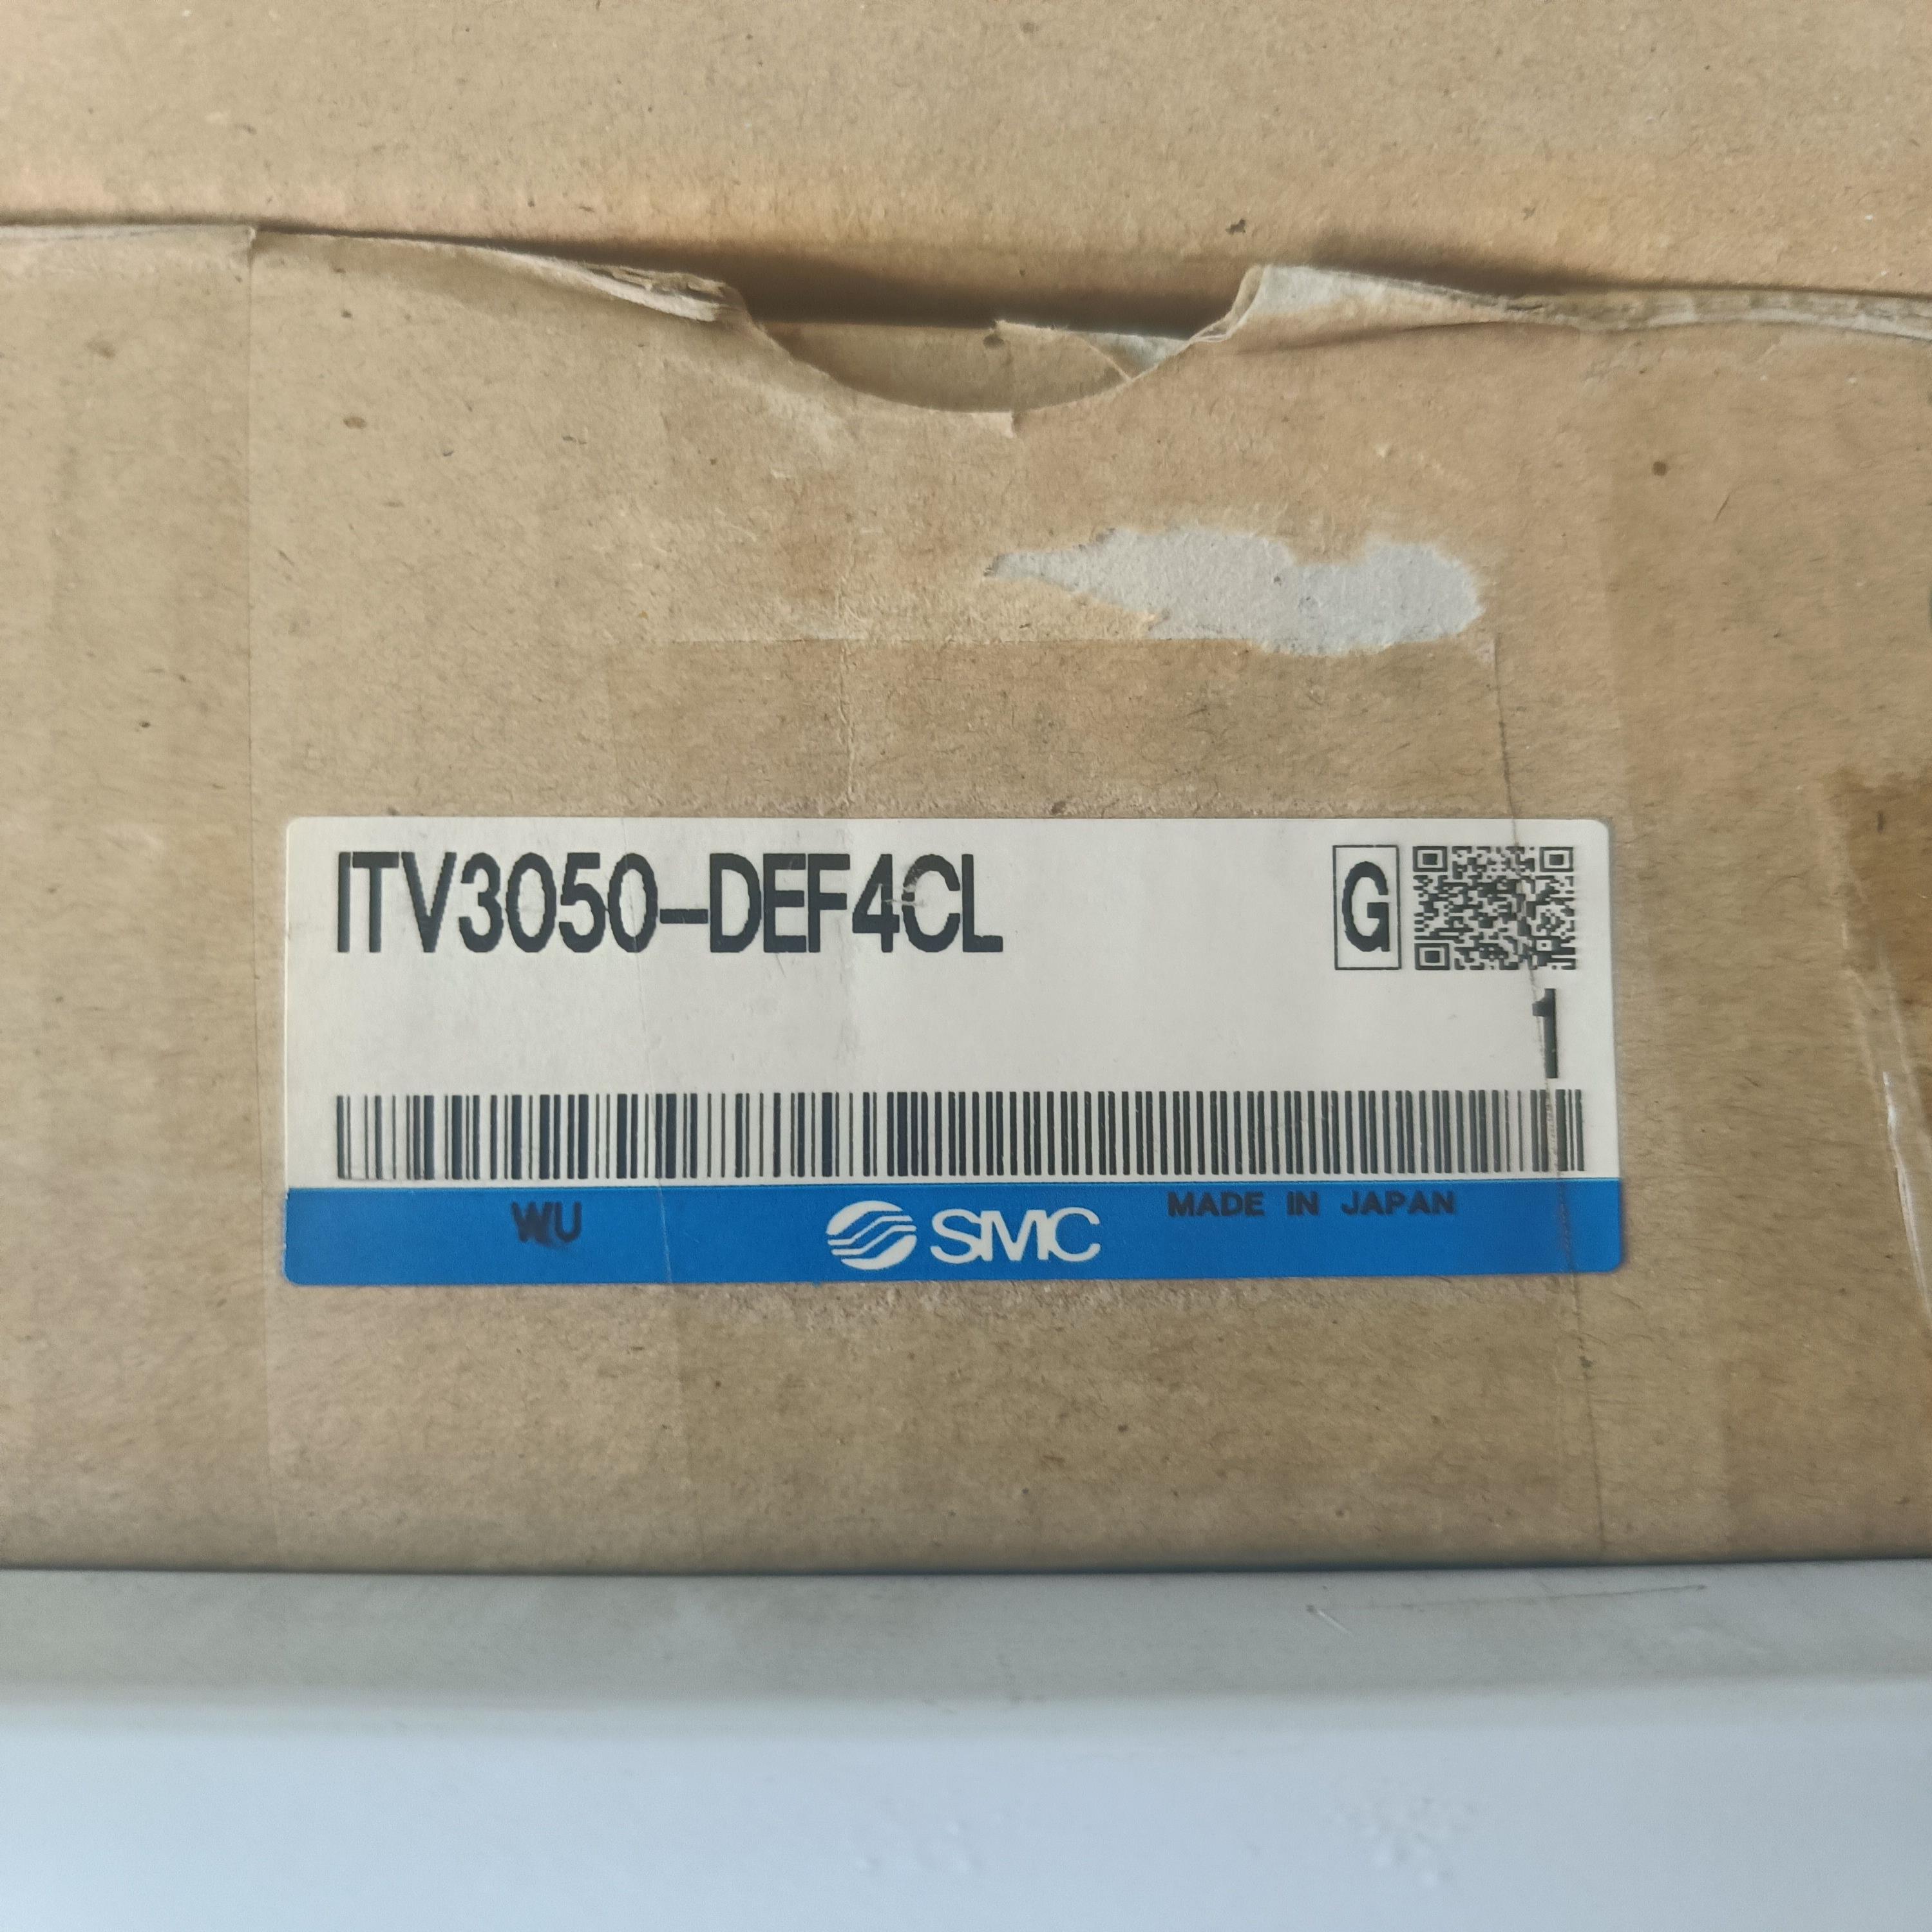 ITV3050-DEF4CL
G
1
WU
SMC
MADE IN JAPAN